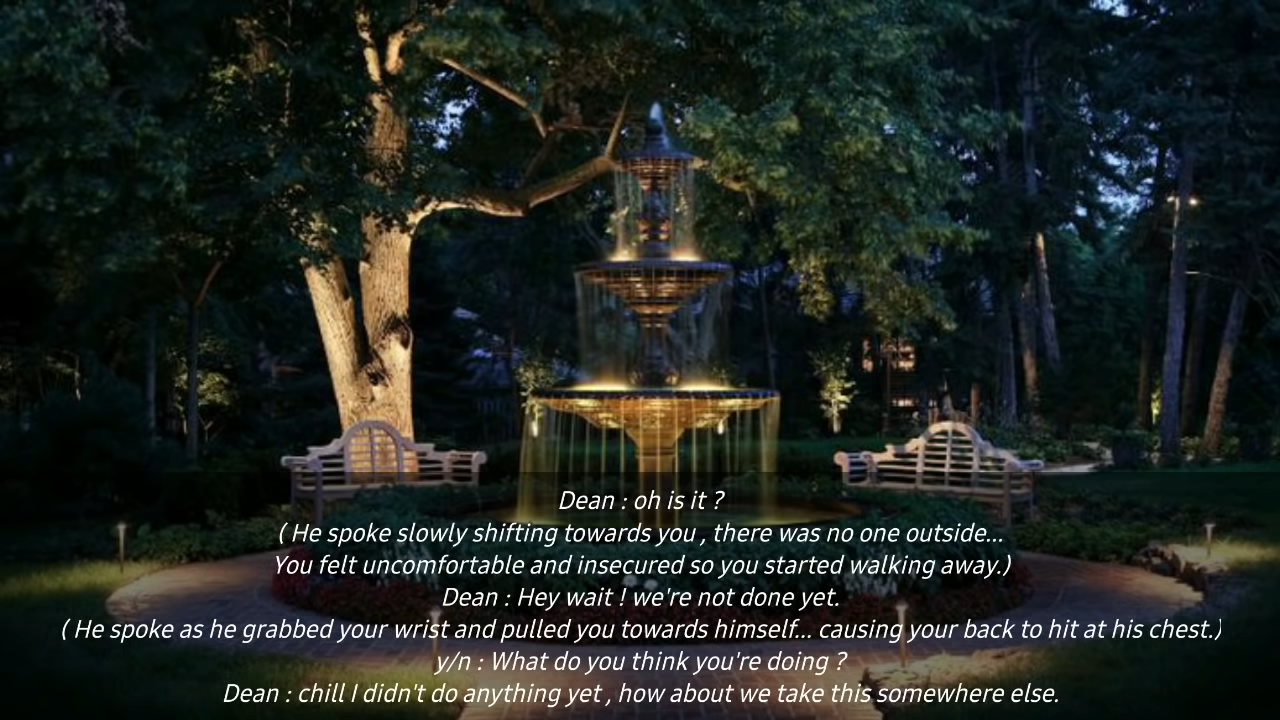 Dean : oh is it ?
( He spoke slowly shifting towards you , there was no one outside...
You felt uncomfortable and insecured so you started walking away.)
Dean : Hey wait ! we're not done yet.
( He spoke as he grabbed your wrist and pulled you towards himself... causing your back to hit at his chest.)
y/n : What do you think you're doing ?
Dean : chill I didn't do anything yet , how about we take this somewhere else.